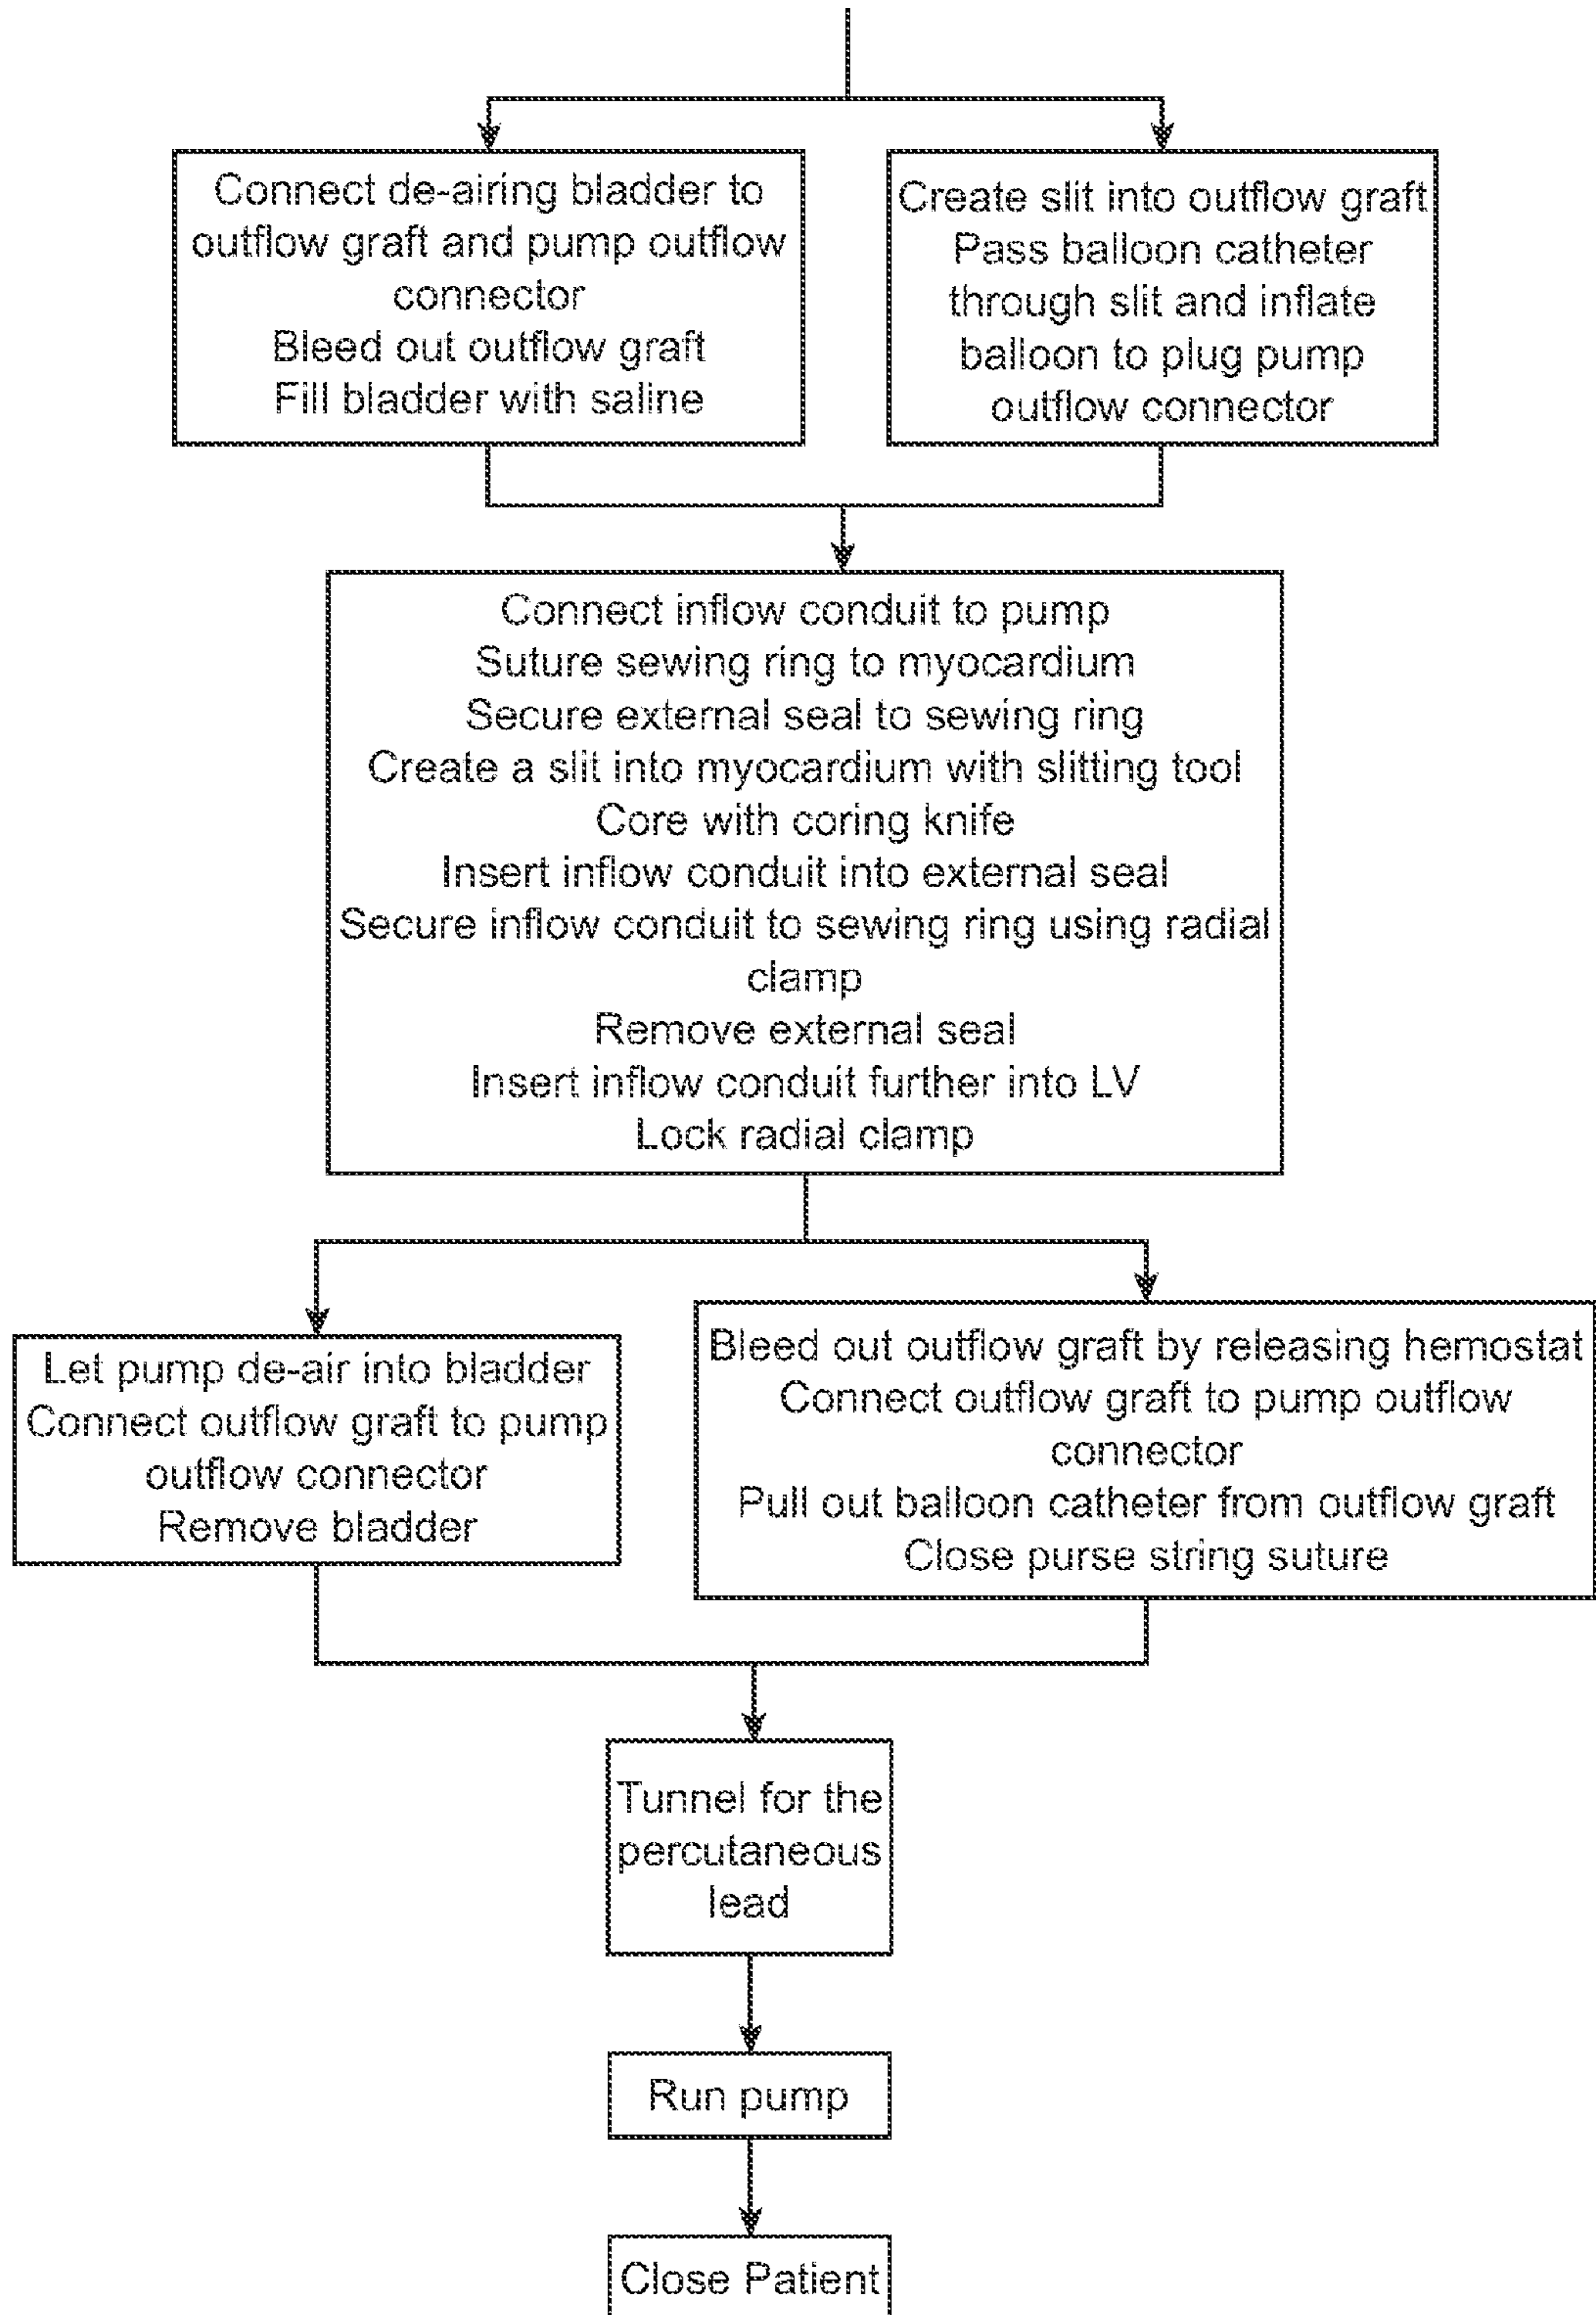 Connect de-airing bladder to
outflow graft and pump outflow
connector
Bleed out outflow graft
Fill bladder with saline
Create slit into outflow graft
Pass balloon catheter
through slit and inflate
balloon to plug pump
outflow connector
Connect inflow conduit to pump
Suture sewing ring to myocardium
Secure external seal to sewing ring
Create a slit into myocardium with slitting tool
Core with coring knife
Insert inflow conduit into external seal
Secure inflow conduit to sewing ring using radial
clamp
Remove external seal
Insert inflow conduit further into LV
Lock radial clamp
Let pump de-air into bladder
Connect outflow graft to pump
outflow connector
Remove bladder
Bleed out outflow graft by releasing hemostat
Connect outflow graft to pump outflow
connector
Pull out balloon catheter from outflow graft
Close purse string suture
Tunnel for the
percutaneous
lead
Run pump
Close Patient